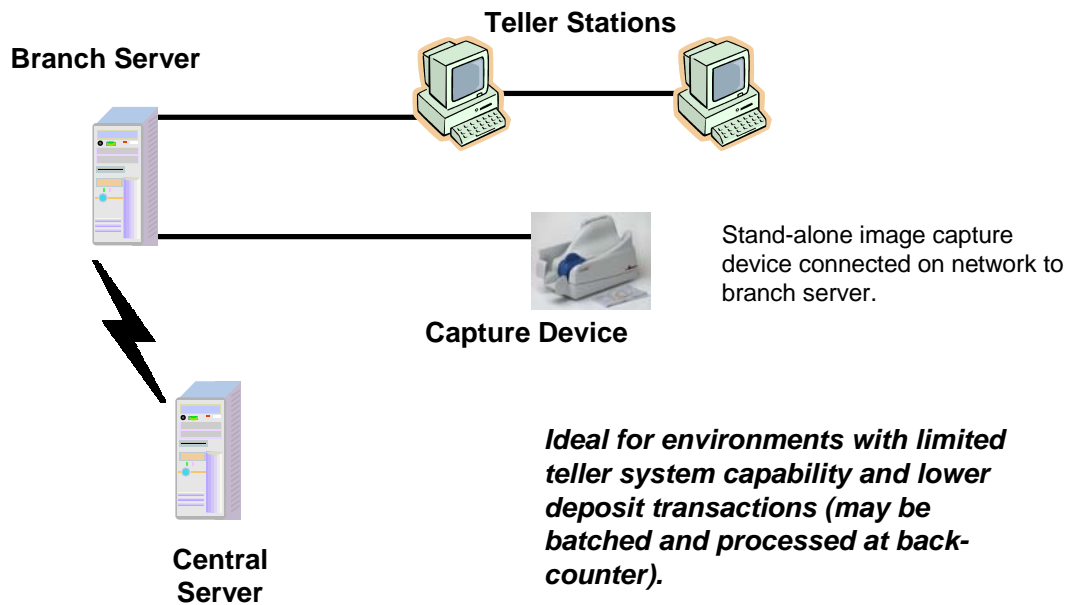 Teller Stations
Branch Server
Stand-alone image capture
device connected on network to
branch server.
Capture Device
Ideal for environments with limited
teller system capability and lower
deposit transactions (may be
batched and processed at back-
counter).
Central
Server